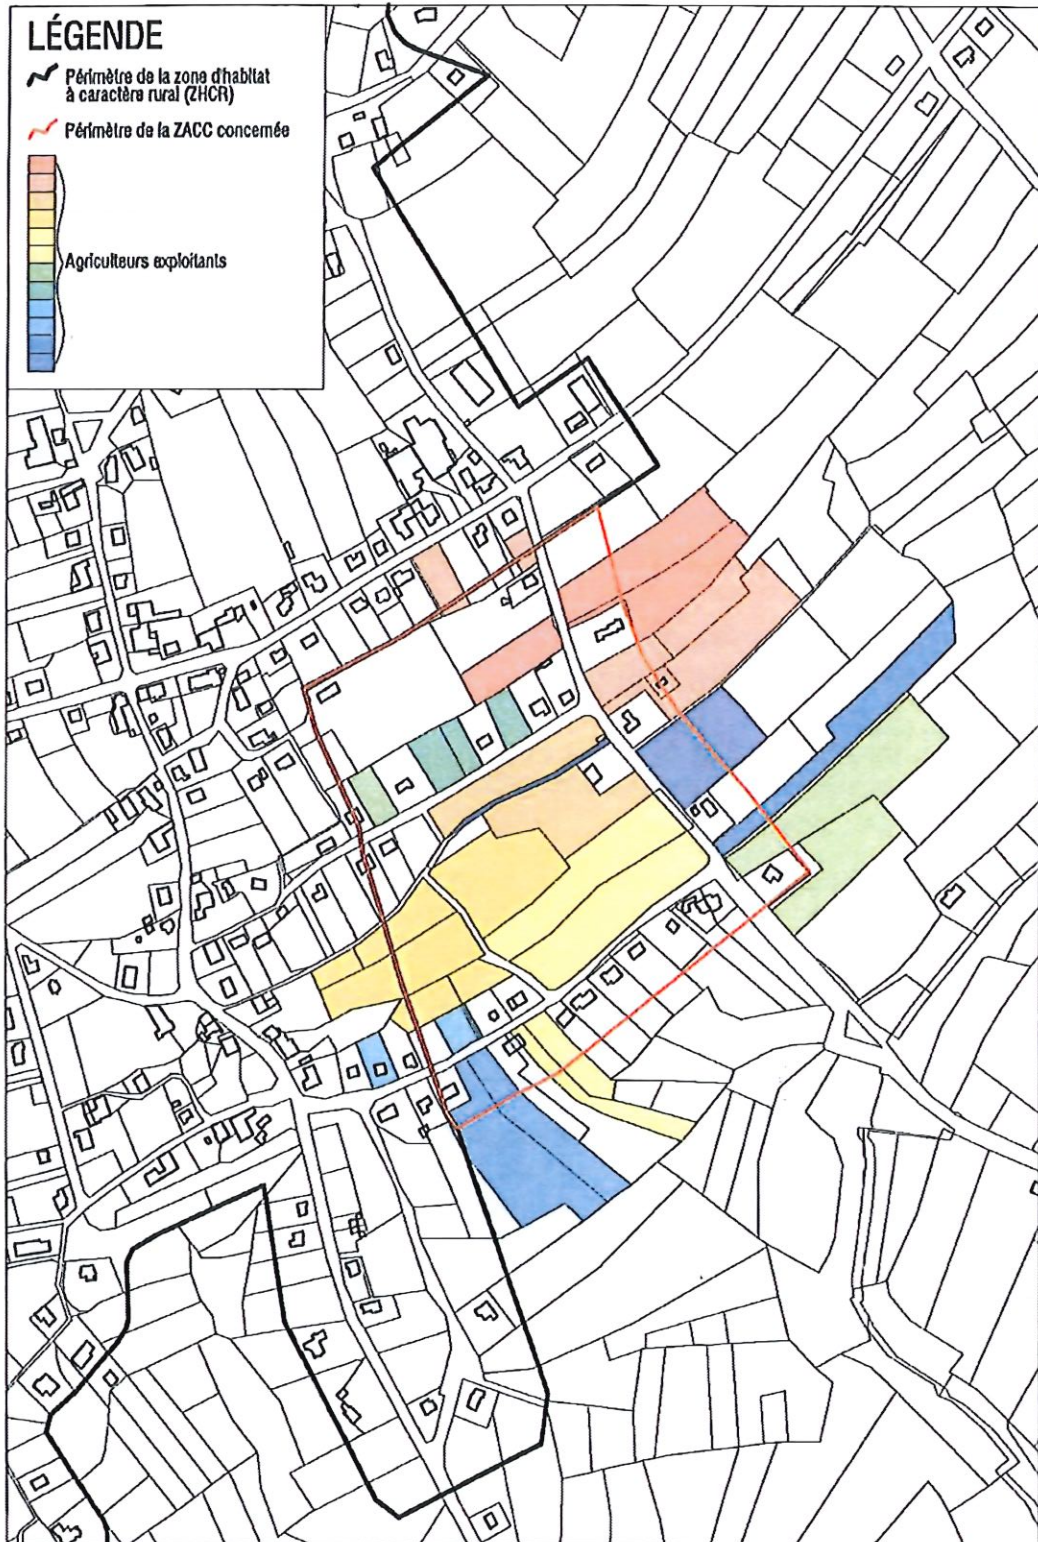 LÉGENDE
Périmètre de la zone d'habitat
à caractère rural (ZHCR)
Périmètre de la ZACC concernée
Agriculteurs exploitants